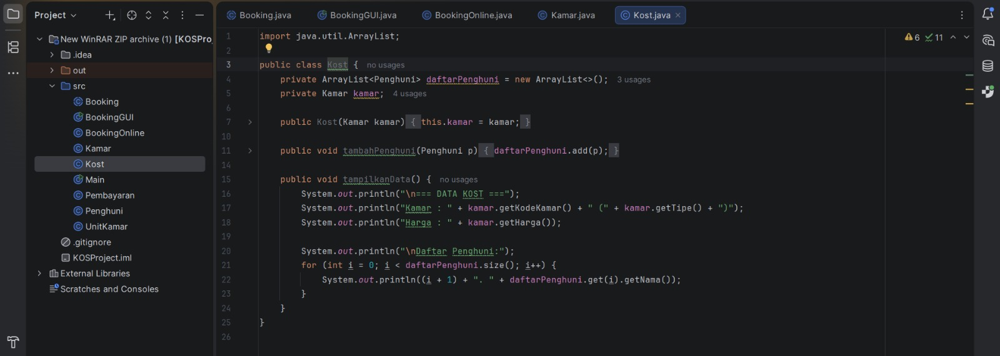 Project
Booking.java
BookingGUI.java
BookingOnline.java
Kamar.java
Kost.java
New WinRAR ZIP archive (1) [KOSProj
.idea
out
src
Booking
BookingGUI
BookingOnline
Kamar
Kost
Main
Pembayaran
Penghuni
UnitKamar
.gitignore
KOSProject.iml
External Libraries
Scratches and Consoles
6 11
1 import java.util.ArrayList;
2
3 public class Kost { no usages
4 private ArrayList<Penghuni> daftarPenghuni = new ArrayList<>(); 3 usages
5 private Kamar kamar; 4 usages
6
7 public Kost(Kamar kamar) { this.kamar = kamar; }
10
11 public void tambahPenghuni(Penghuni p) { daftarPenghuni.add(p); }
14
15 public void tampilkanData() { no usages
16 System.out.println("\n=== DATA KOST ===");
17 System.out.println("Kamar : " + kamar.getKodeKamar() + " (" + kamar.getTipe() + ")");
18 System.out.println("Harga : " + kamar.getHarga());
19
20 System.out.println("\nDaftar Penghuni:");
21 for (int i = 0; i < daftarPenghuni.size(); i++) {
22 System.out.println((i + 1) + ". " + daftarPenghuni.get(i).getNama());
23 }
24 }
25 }
26